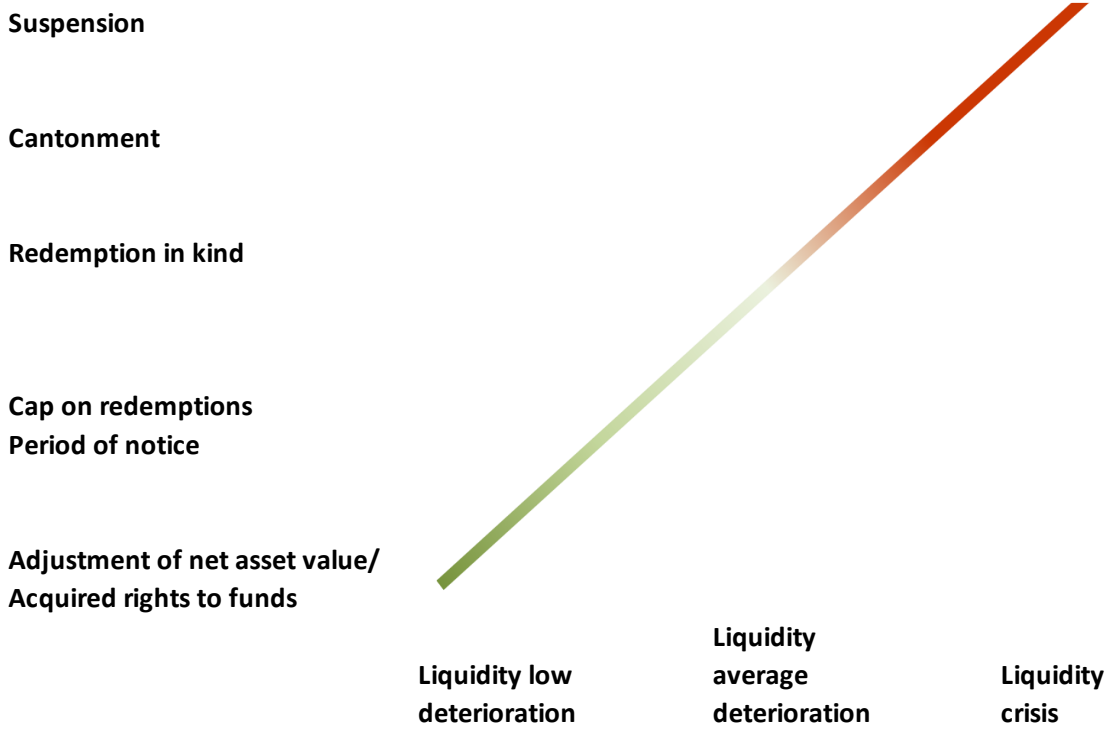 Suspension
Cantonment
Redemption in kind
Cap on redemptions
Period of notice
Adjustment of net asset value/
Acquired rights to funds
Liquidity low
deterioration
Liquidity
average
deterioration
Liquidity
crisis